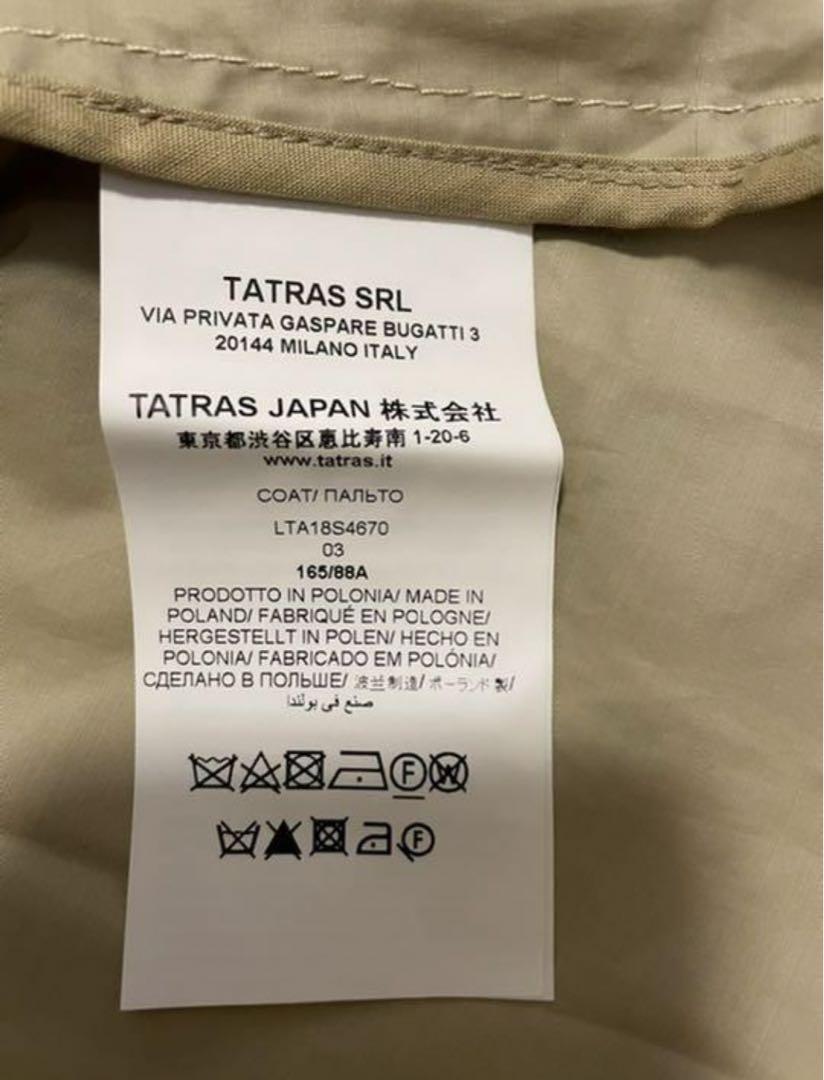 TATRAS SRL
VIA PRIVATA GASPARE BUGATTI 3
20144 MILANO ITALY
TATRAS JAPAN 株式会社
東京都渋谷区恵比寿南 1-20-6
www.tatras.it
COAT/ ПАЛЬТО
LTA18S4670
03
165/88A
PRODOTTO IN POLONIA/ MADE IN
POLAND/ FABRIQUÉ EN POLOGNE/
HERGESTELLT IN POLEN/ HECHO EN
POLONIA/ FABRICADO EM POLÓNIA/
СДЕЛАНО В ПОЛЬШЕ/ 波兰制造/ ポーランド製/
صنع في بولندا
F W
F